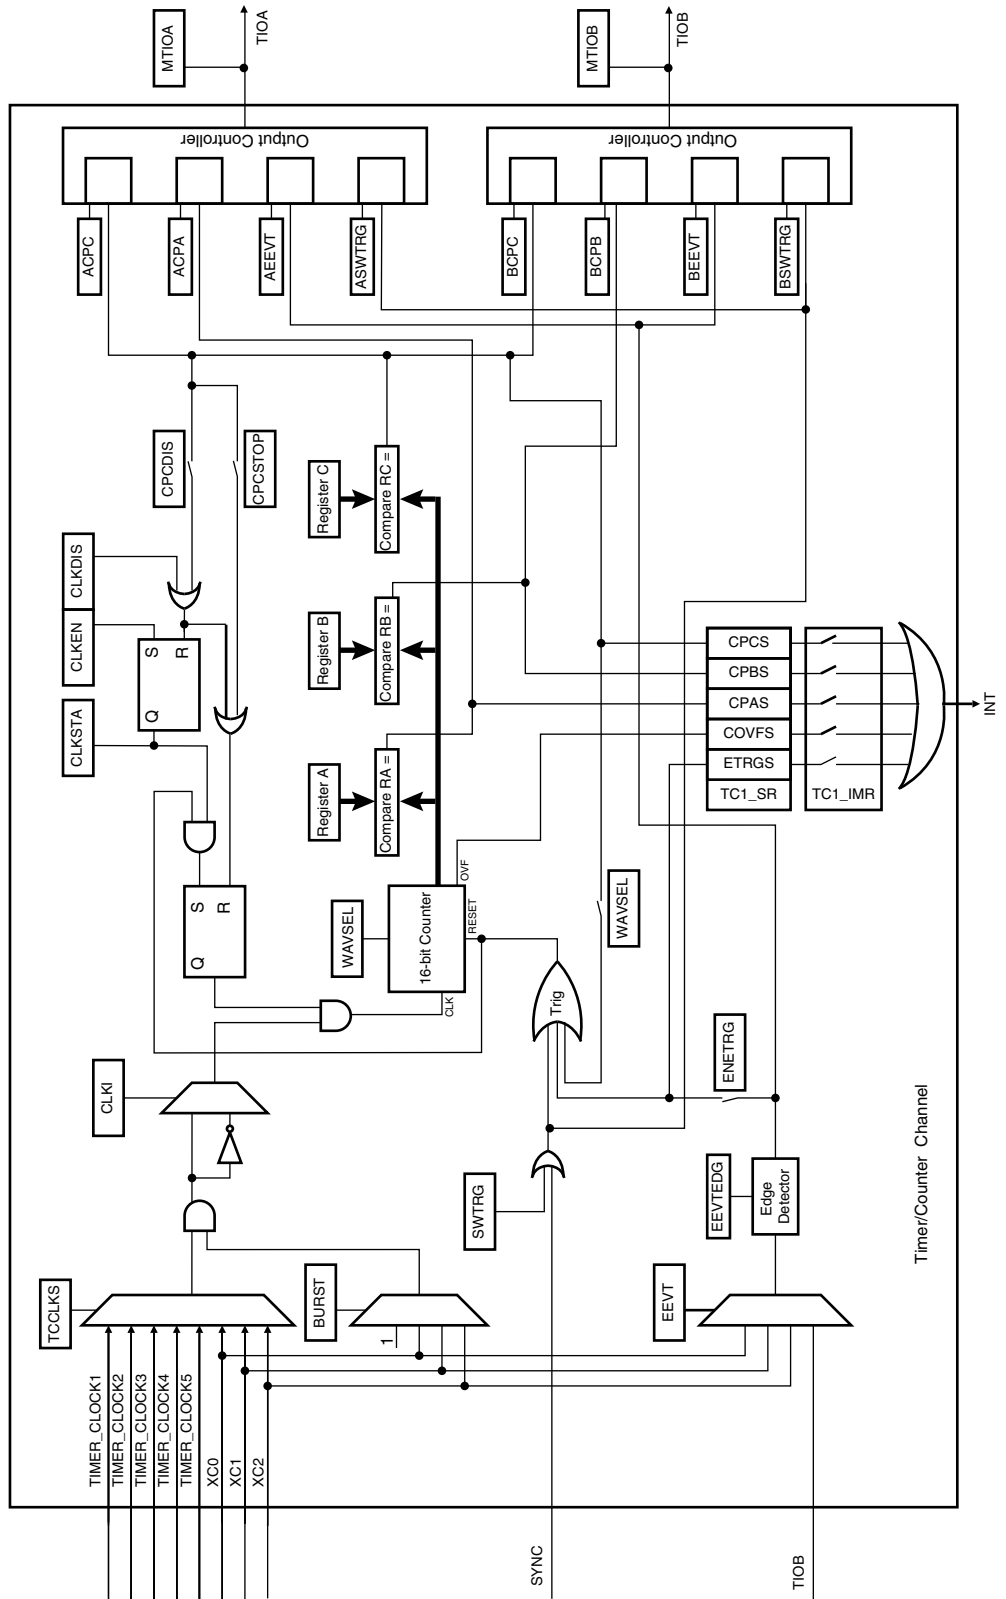 TIMER_CLOCK1
TIMER_CLOCK2
TIMER_CLOCK3
TIMER_CLOCK4
TIMER_CLOCK5
XC0
XC1
XC2
TCCLKS
CLKI
CLKSTA
CLKEN
CLKDIS
Q
S
R
Q
S
R
CPCDIS
CPCSTOP
BURST
1
WAVSEL
16-bit Counter
CLK
RESET
OVF
Register A
Register B
Register C
Compare RA =
Compare RB =
Compare RC =
ACPC
ACPA
AEEVT
ASWTRG
Output Controller
MTIOA
TIOA
BCPC
BCPB
BEEVT
BSWTRG
Output Controller
MTIOB
TIOB
SYNC
SWTRG
Trig
WAVSEL
TIOB
EEVT
EEVTEDG
Edge
Detector
ENETRG
ETRGS
COVFS
CPAS
CPBS
CPCS
TC1_SR
TC1_IMR
INT
Timer/Counter Channel